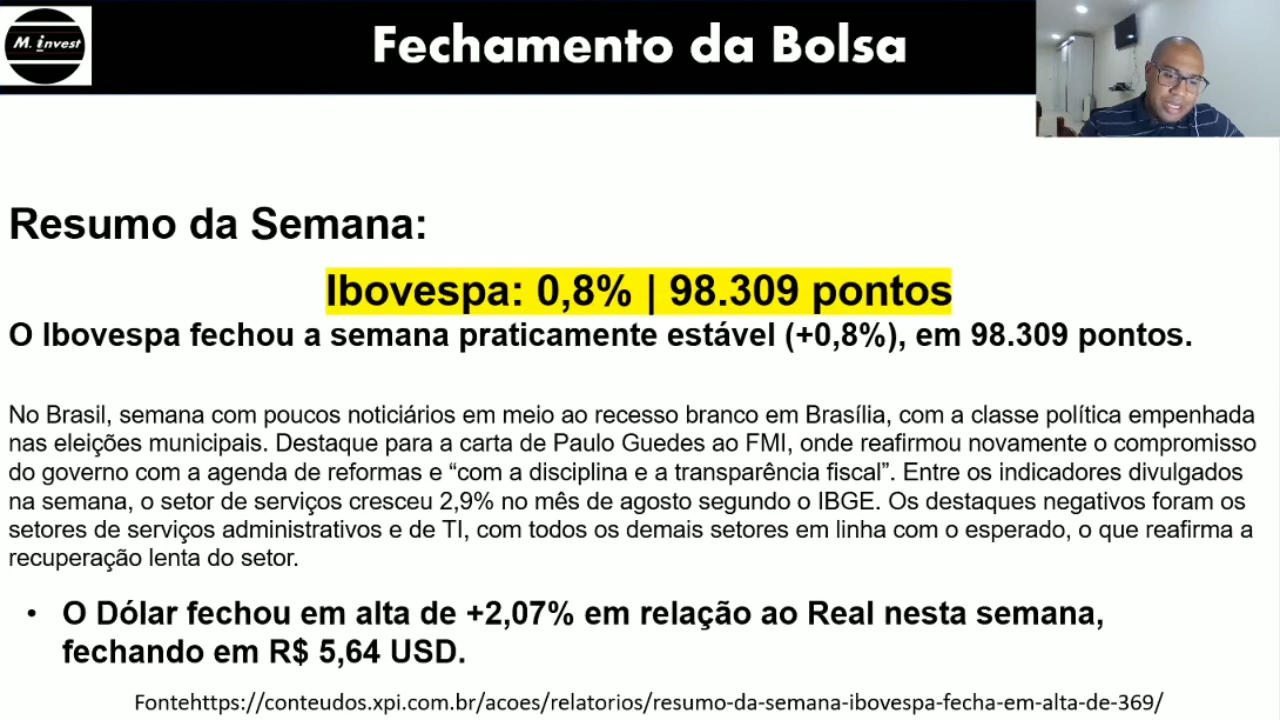 M. invest
Fechamento da Bolsa
Resumo da Semana:
Ibovespa: 0,8% | 98.309 pontos
O Ibovespa fechou a semana praticamente estável (+0,8%), em 98.309 pontos.
No Brasil, semana com poucos noticiários em meio ao recesso branco em Brasília, com a classe política empenhada
nas eleições municipais. Destaque para a carta de Paulo Guedes ao FMI, onde reafirmou novamente o compromisso
do governo com a agenda de reformas e “com a disciplina e a transparência fiscal”. Entre os indicadores divulgados
na semana, o setor de serviços cresceu 2,9% no mês de agosto segundo o IBGE. Os destaques negativos foram os
setores de serviços administrativos e de TI, com todos os demais setores em linha com o esperado, o que reafirma a
recuperação lenta do setor.
• O Dólar fechou em alta de +2,07% em relação ao Real nesta semana,
fechando em R$ 5,64 USD.
Fontehttps://conteudos.xpi.com.br/acoes/relatorios/resumo-da-semana-ibovespa-fecha-em-alta-de-369/